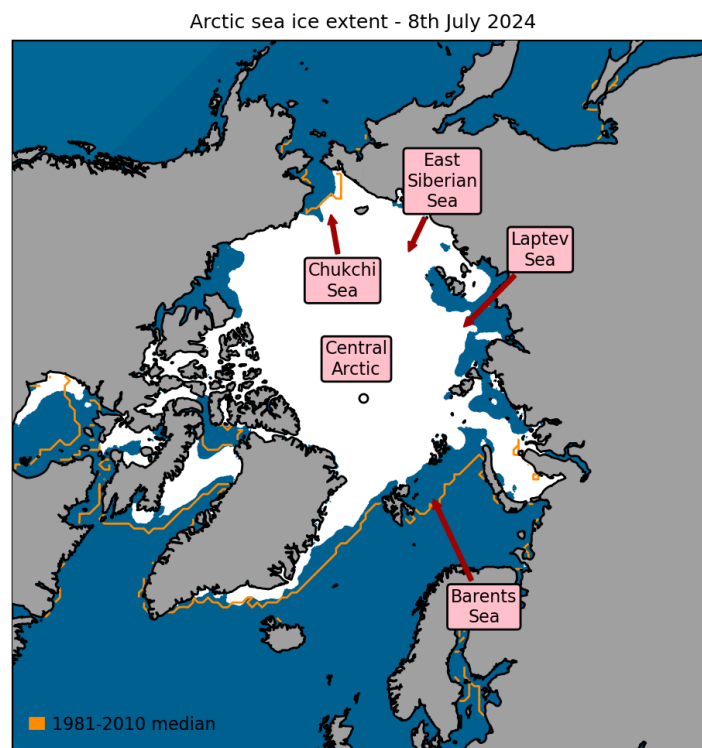 Arctic sea ice extent - 8th July 2024
East
Siberian
Sea
Laptev
Sea
Chukchi
Sea
Central
Arctic
Barents
Sea
1981-2010 median